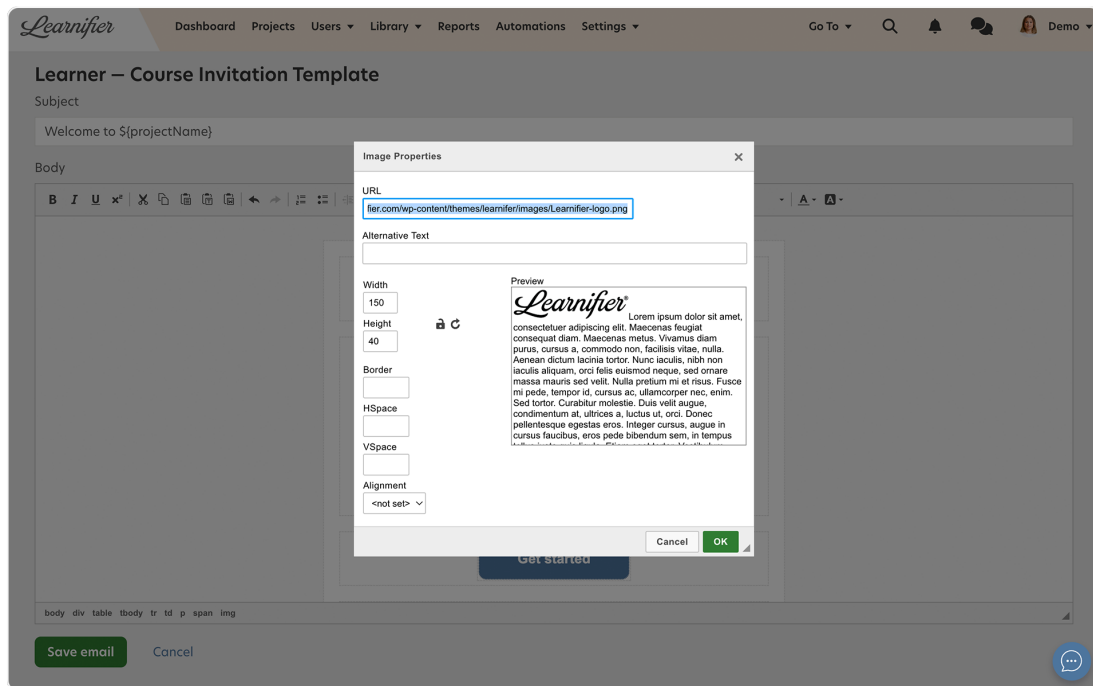 Learnifier
Dashboard Projects Users Library Reports Automations Settings Go To Demo
Learner – Course Invitation Template
Subject
Welcome to ${projectName}
Body
B I U x²
A A
Image Properties
URL
fier.com/wp-content/themes/learnifer/images/Learnifier-logo.png
Alternative Text
Width
150
Height
40
Border
HSpace
VSpace
Alignment
<not set>
Preview
Learnifier® Lorem ipsum dolor sit amet,
consectetuer adipiscing elit. Maecenas feugiat
consequat diam. Maecenas metus. Vivamus diam
purus, cursus a, commodo non, facilisis vitae, nulla.
Aenean dictum lacinia tortor. Nunc iaculis, nibh non
iaculis aliquam, orci felis euismod neque, sed ornare
massa mauris sed velit. Nulla pretium mi et risus. Fusce
mi pede, tempor id, cursus ac, ullamcorper nec, enim.
Sed tortor. Curabitur molestie. Duis velit augue,
condimentum at, ultrices a, luctus ut, orci. Donec
pellentesque egestas eros. Integer cursus, augue in
cursus faucibus, eros pede bibendum sem, in tempus
Cancel OK
Get started
body div table tbody tr td p span img
Save email Cancel